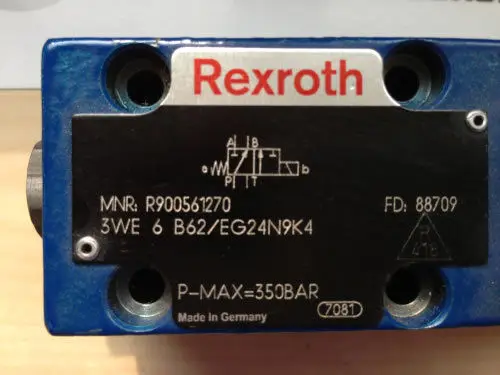 Rexroth
A B
a b
P T
MNR: R900561270 FD: 88709
3WE 6 B62/EG24N9K4
P-MAX=350BAR
Made in Germany 7081